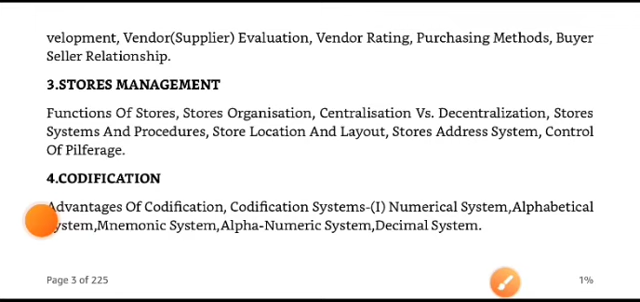 velopment, Vendor(Supplier) Evaluation, Vendor Rating, Purchasing Methods, Buyer
Seller Relationship.
3.STORES MANAGEMENT
Functions Of Stores, Stores Organisation, Centralisation Vs. Decentralization, Stores
Systems And Procedures, Store Location And Layout, Stores Address System, Control
Of Pilferage.
4.CODIFICATION
Advantages Of Codification, Codification Systems-(I) Numerical System,Alphabetical
ystem,Mnemonic System,Alpha-Numeric System,Decimal System.
Page 3 of 225
1%